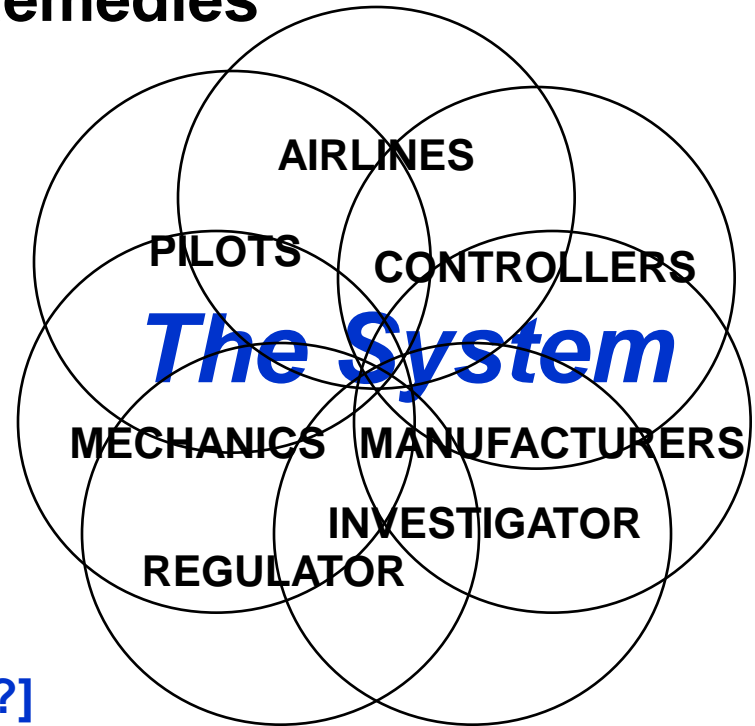 emedies
AIRLINES
PILOTS
CONTROLLERS
The System
MECHANICS
MANUFACTURERS
INVESTIGATOR
REGULATOR
?]